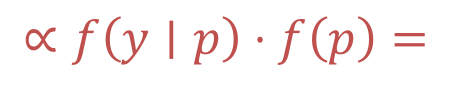 ∝ f(y | p) · f(p) =